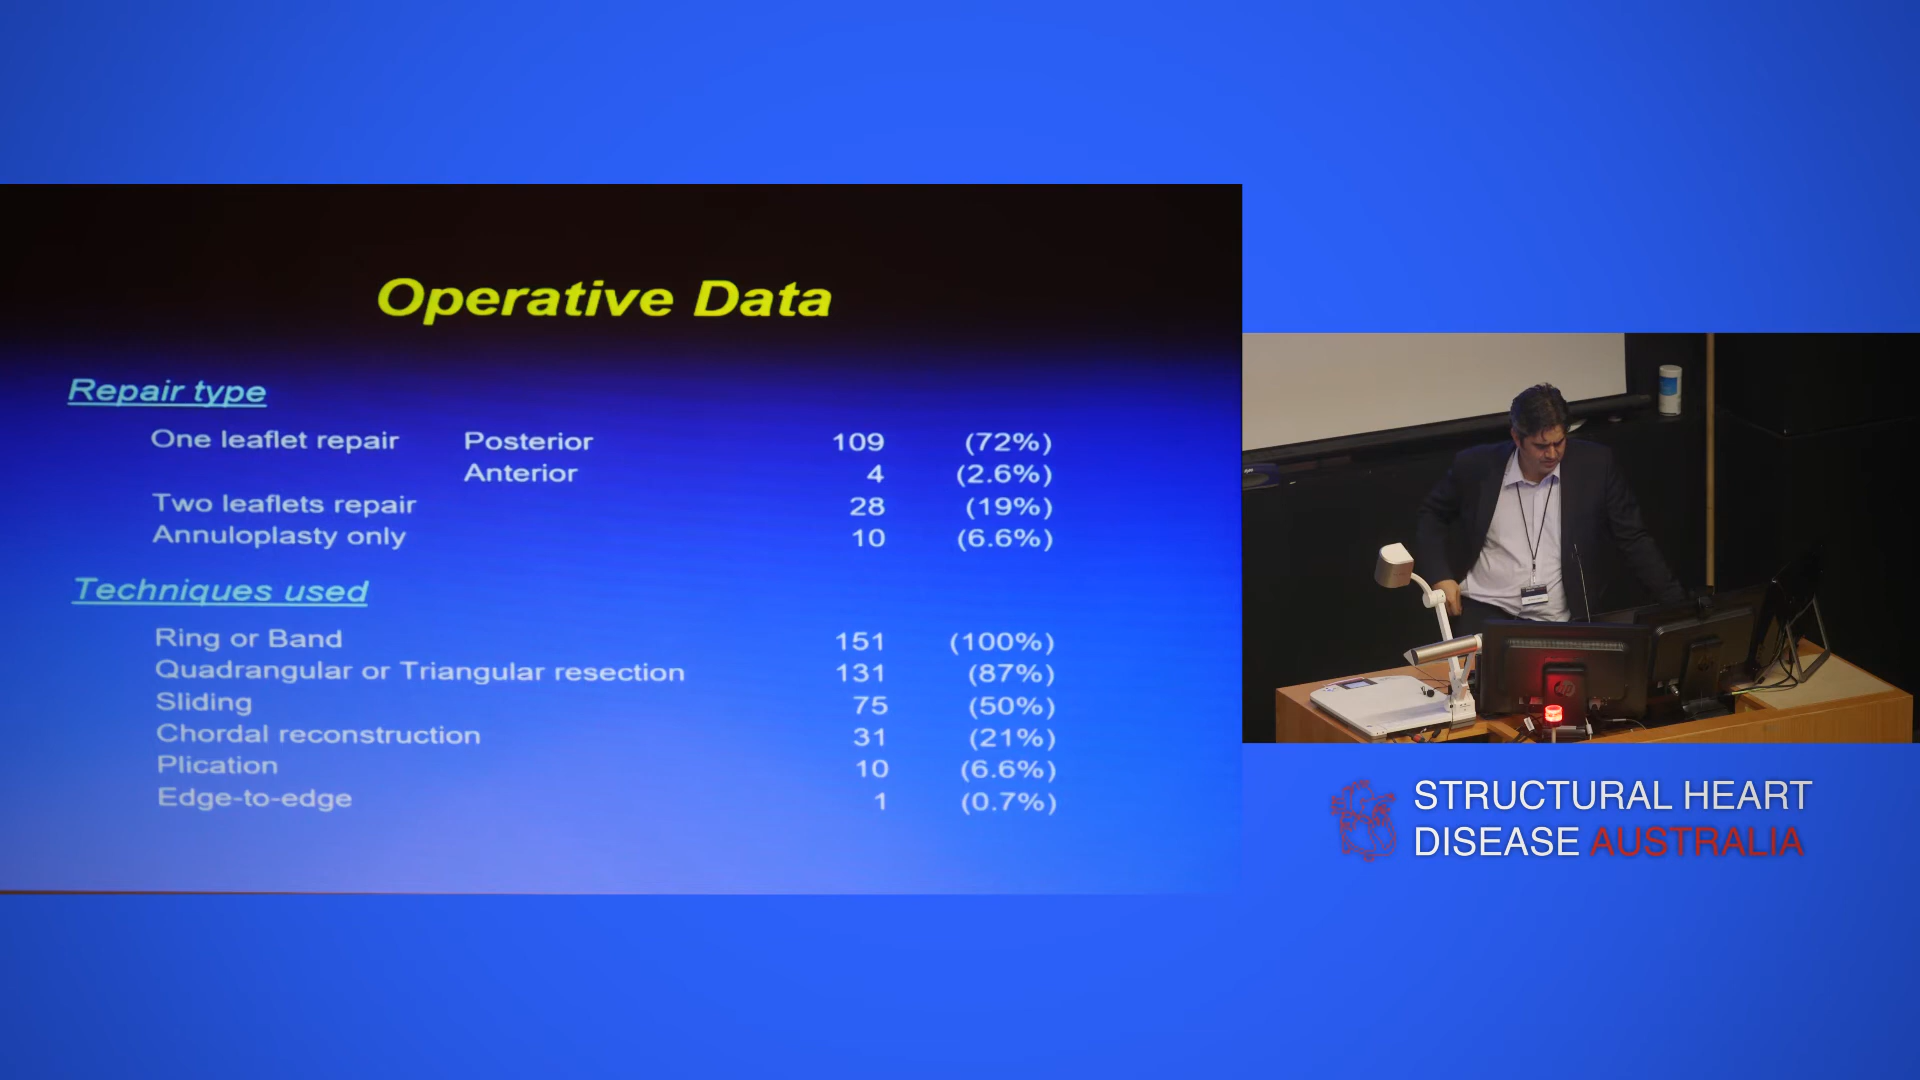 Operative Data
Repair type
One leaflet repair Posterior 109 (72%)
Anterior 4 (2.6%)
Two leaflets repair 28 (19%)
Annuloplasty only 10 (6.6%)
Techniques used
Ring or Band 151 (100%)
Quadrangular or Triangular resection 131 (87%)
Sliding 75 (50%)
Chordal reconstruction 31 (21%)
Plication 10 (6.6%)
Edge-to-edge 1 (0.7%)
hp
STRUCTURAL HEART
DISEASE AUSTRALIA